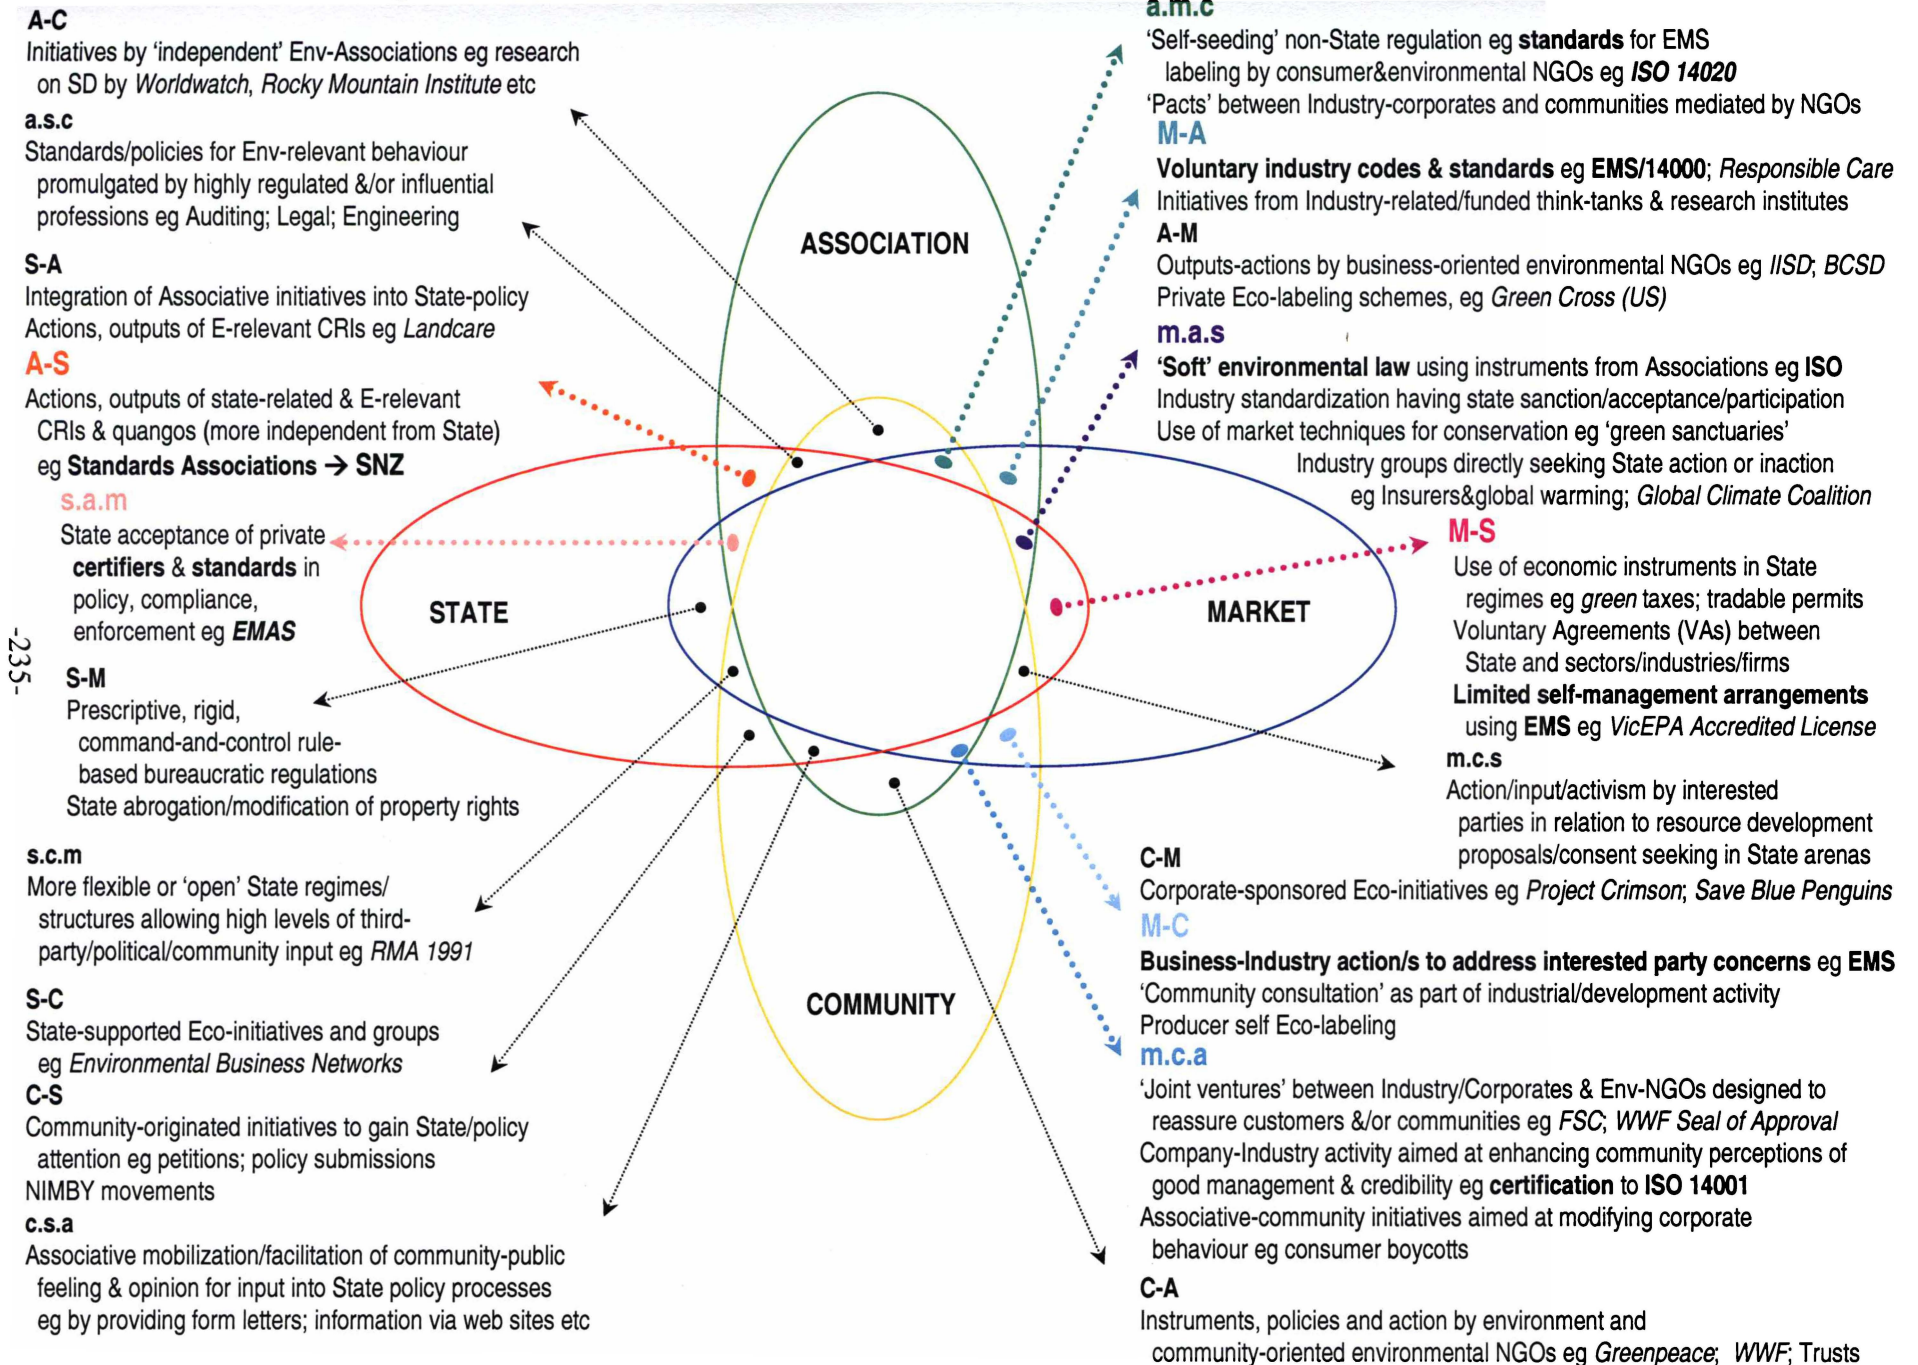 A-C
Initiatives by ‘independent’ Env-Associations eg research
on SD by Worldwatch, Rocky Mountain Institute etc
a.s.c
Standards/policies for Env-relevant behaviour
promulgated by highly regulated &/or influential
professions eg Auditing; Legal; Engineering
S-A
Integration of Associative initiatives into State-policy
Actions, outputs of E-relevant CRIs eg Landcare
A-S
Actions, outputs of state-related & E-relevant
CRIs & quangos (more independent from State)
eg Standards Associations → SNZ
s.a.m
State acceptance of private
certifiers & standards in
policy, compliance,
enforcement eg EMAS
S-M
Prescriptive, rigid,
command-and-control rule-
based bureaucratic regulations
State abrogation/modification of property rights
s.c.m
More flexible or ‘open’ State regimes/
structures allowing high levels of third-
party/political/community input eg RMA 1991
S-C
State-supported Eco-initiatives and groups
eg Environmental Business Networks
C-S
Community-originated initiatives to gain State/policy
attention eg petitions; policy submissions
NIMBY movements
c.s.a
Associative mobilization/facilitation of community-public
feeling & opinion for input into State policy processes
eg by providing form letters; information via web sites etc
-235-
ASSOCIATION
STATE
MARKET
COMMUNITY
a.m.c
‘Self-seeding’ non-State regulation eg standards for EMS
labeling by consumer&environmental NGOs eg ISO 14020
‘Pacts’ between Industry-corporates and communities mediated by NGOs
M-A
Voluntary industry codes & standards eg EMS/14000; Responsible Care
Initiatives from Industry-related/funded think-tanks & research institutes
A-M
Outputs-actions by business-oriented environmental NGOs eg IISD; BCSD
Private Eco-labeling schemes, eg Green Cross (US)
m.a.s
‘Soft’ environmental law using instruments from Associations eg ISO
Industry standardization having state sanction/acceptance/participation
Use of market techniques for conservation eg ‘green sanctuaries’
Industry groups directly seeking State action or inaction
eg Insurers&global warming; Global Climate Coalition
M-S
Use of economic instruments in State
regimes eg green taxes; tradable permits
Voluntary Agreements (VAs) between
State and sectors/industries/firms
Limited self-management arrangements
using EMS eg VicEPA Accredited License
m.c.s
Action/input/activism by interested
parties in relation to resource development
proposals/consent seeking in State arenas
C-M
Corporate-sponsored Eco-initiatives eg Project Crimson; Save Blue Penguins
M-C
Business-Industry action/s to address interested party concerns eg EMS
‘Community consultation’ as part of industrial/development activity
Producer self Eco-labeling
m.c.a
‘Joint ventures’ between Industry/Corporates & Env-NGOs designed to
reassure customers &/or communities eg FSC; WWF Seal of Approval
Company-Industry activity aimed at enhancing community perceptions of
good management & credibility eg certification to ISO 14001
Associative-community initiatives aimed at modifying corporate
behaviour eg consumer boycotts
C-A
Instruments, policies and action by environment and
community-oriented environmental NGOs eg Greenpeace; WWF; Trusts